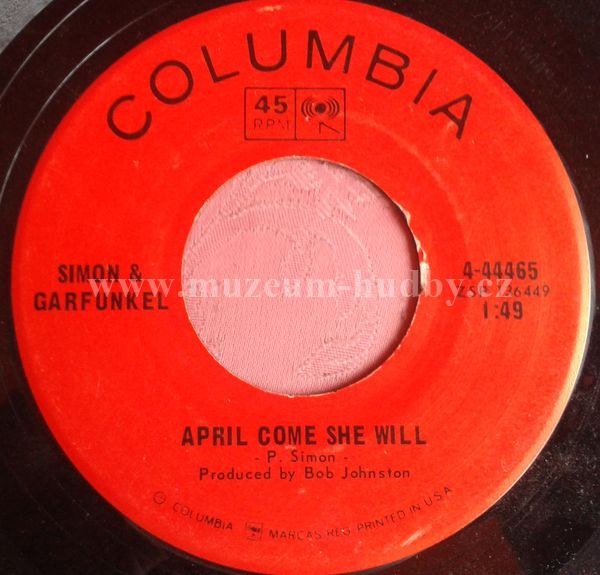 COLUMBIA
45
RPM
SIMON &
GARFUNKEL
4-44465
1:49
www.muzeum-hudby.cz
APRIL COME SHE WILL
- P. Simon -
Produced by Bob Johnston
© COLUMBIA MARCAS REG. PRINTED IN U.S.A.